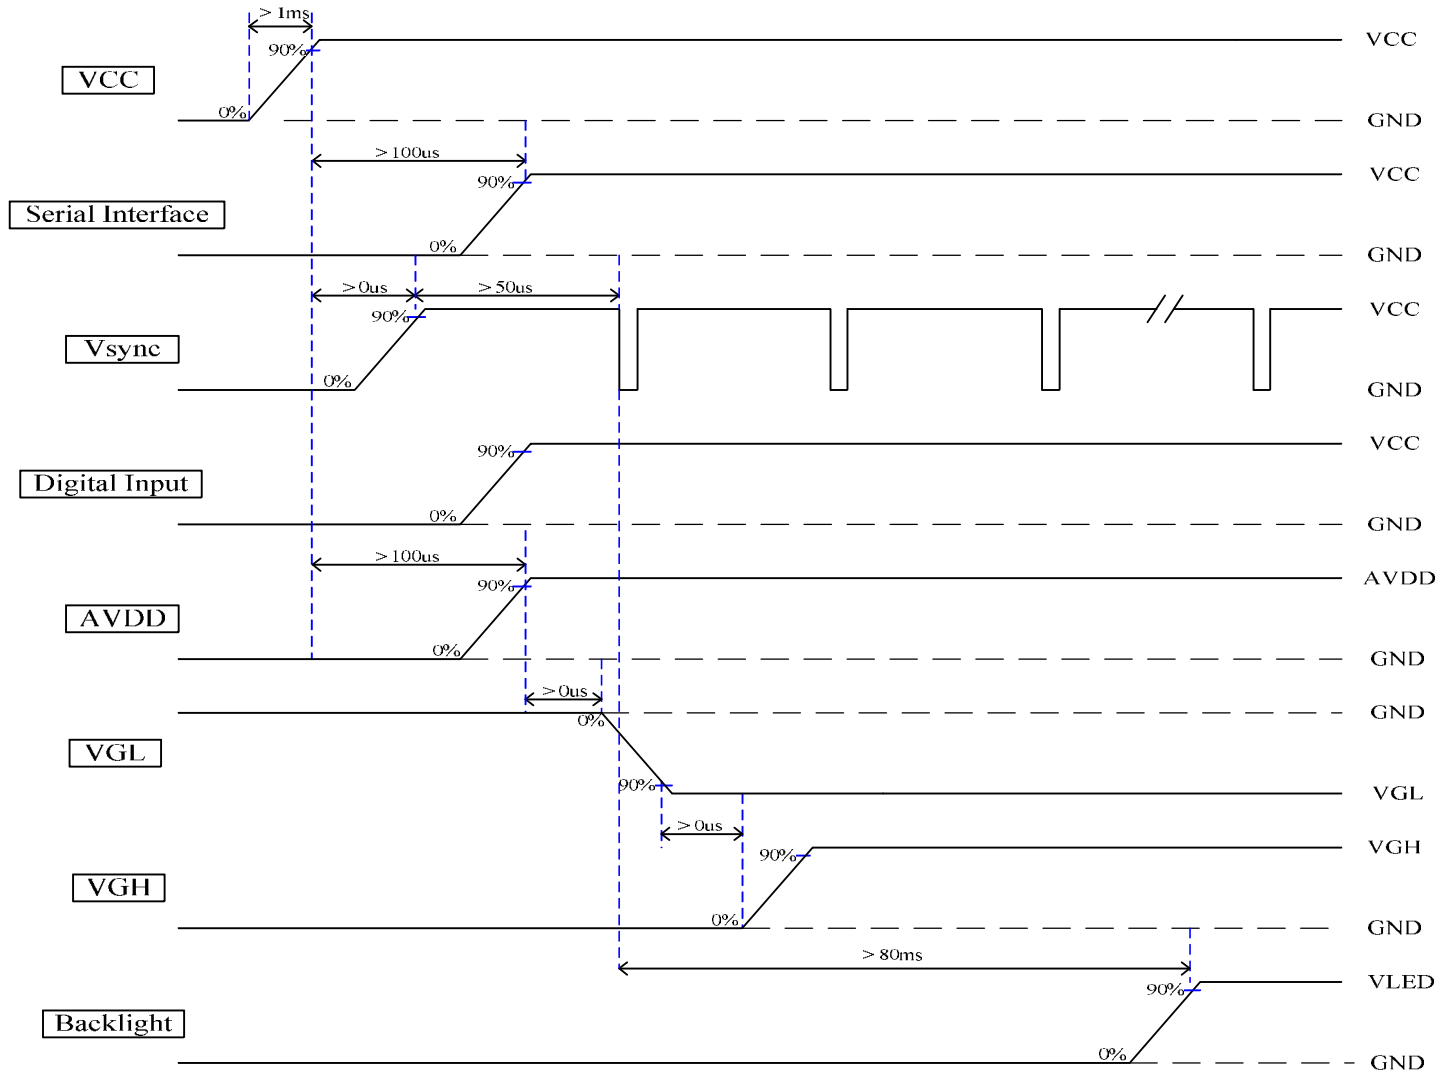 > 1ms
90%
VCC
VCC
0%
GND
> 100us
90%
VCC
Serial Interface
0%
GND
> 0us
> 50us
90%
VCC
Vsync
0%
GND
90%
VCC
Digital Input
0%
GND
> 100us
90%
AVDD
AVDD
0%
GND
> 0us
0%
GND
VGL
90%
VGL
> 0us
90%
VGH
VGH
0%
GND
> 80ms
90%
VLED
Backlight
0%
GND